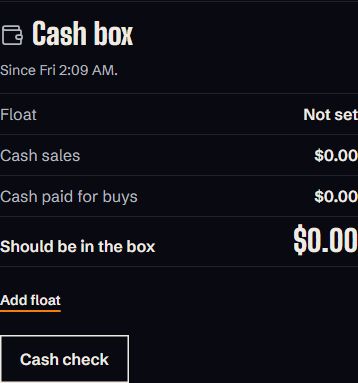 Cash box
Since Fri 2:09 AM.
Float Not set
Cash sales $0.00
Cash paid for buys $0.00
Should be in the box $0.00
Add float
Cash check